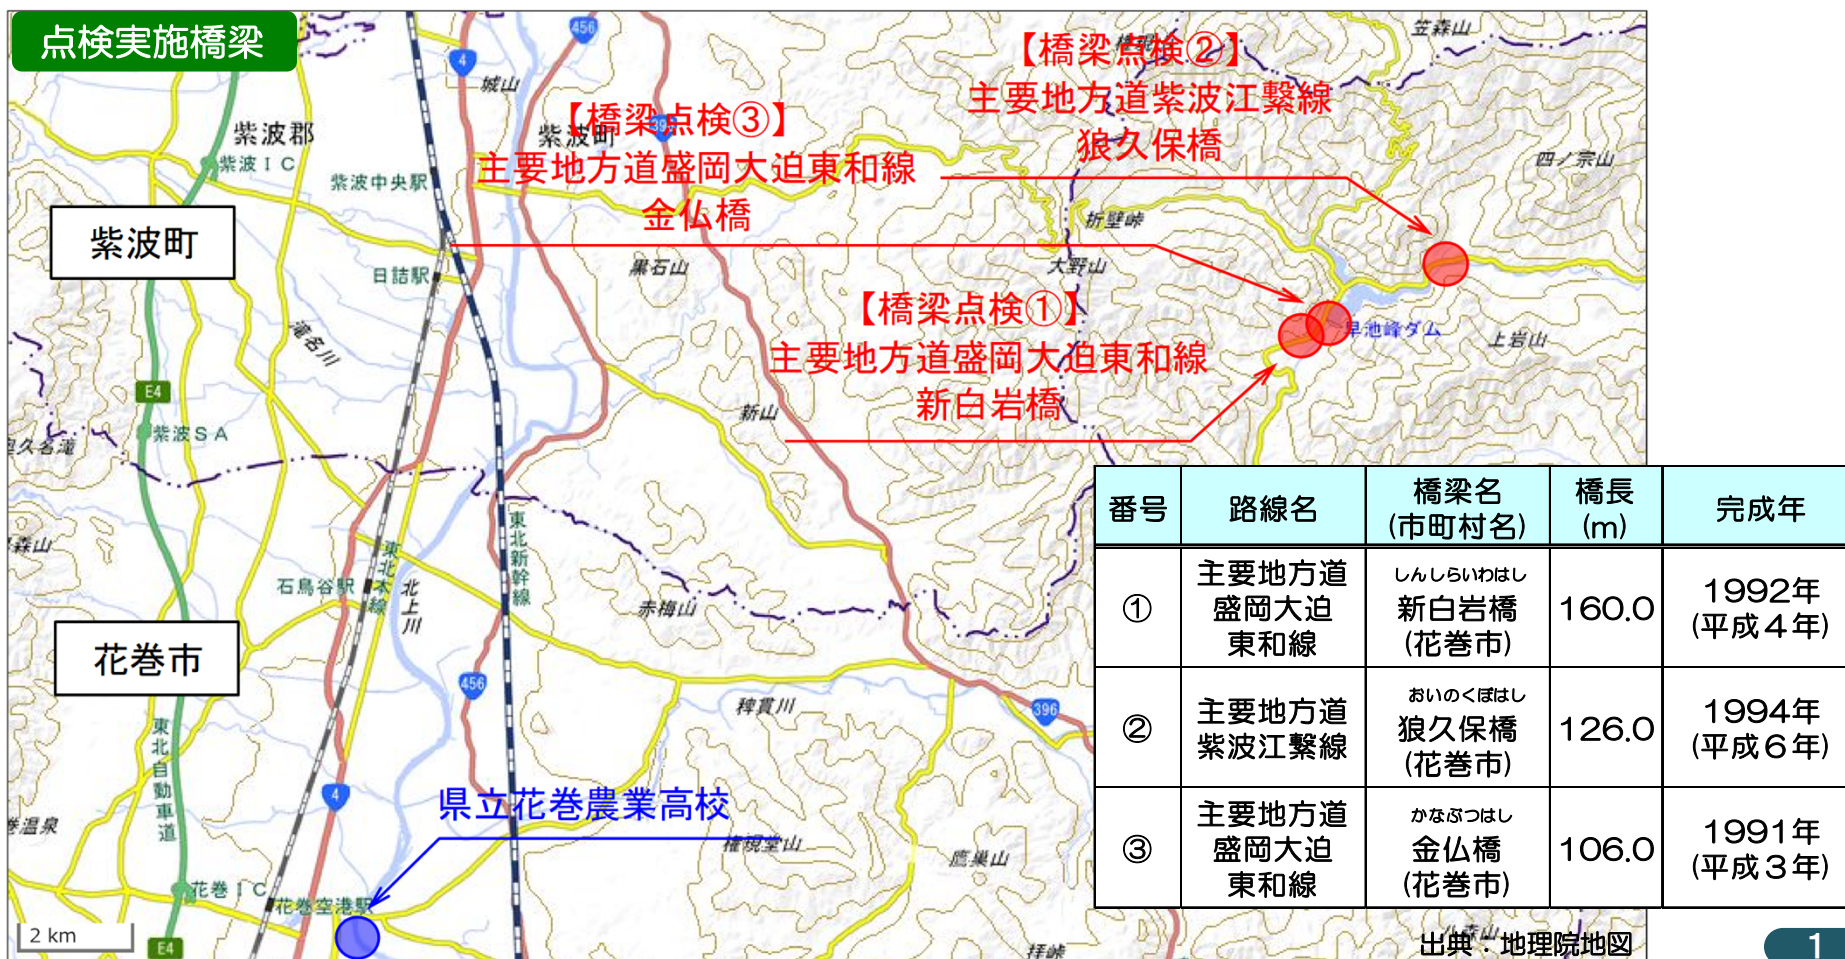 点検実施橋梁
456
4
城山
笠森山
【橋梁点検②】
主要地方道紫波江繋線
狼久保橋
【橋梁点検③】
主要地方道盛岡大迫東和線
金仏橋
紫波郡
紫波町
紫波IC
紫波中央駅
四ノ宗山
紫波町
折壁峠
日詰駅
黒石山
大野山
【橋梁点検①】
主要地方道盛岡大迫東和線
新白岩橋
早池峰ダム
上岩山
滝名川
E4
新山
紫波SA
東北新幹線
東北本線
石鳥谷駅
北上川
赤梅山
花巻市
456
稗貫川
396
東北自動車道
4
県立花巻農業高校
権現堂山
鷹巣山
花巻IC
花巻空港駅
2 km
E4
拝峠
番号 路線名 橋梁名 (市町村名) 橋長 (m) 完成年
① 主要地方道 盛岡大迫 東和線 しんしらいわはし 新白岩橋 (花巻市) 160.0 1992年 (平成4年)
② 主要地方道 紫波江繋線 おいのくぼはし 狼久保橋 (花巻市) 126.0 1994年 (平成6年)
③ 主要地方道 盛岡大迫 東和線 かなぶつはし 金仏橋 (花巻市) 106.0 1991年 (平成3年)
出典：地理院地図
1